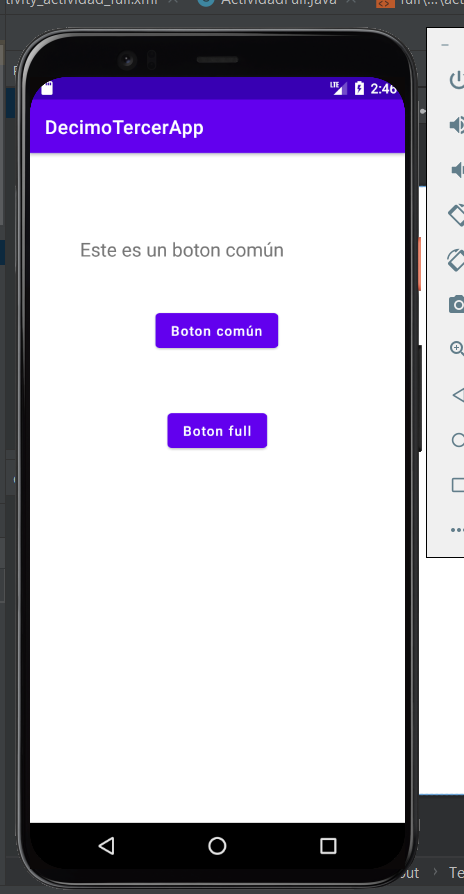 tivity_actividad_full.xml
ActividadFull.java
full\...\act
LTE
2:46
DecimoTercerApp
Este es un boton común
Boton común
Boton full
out
Te